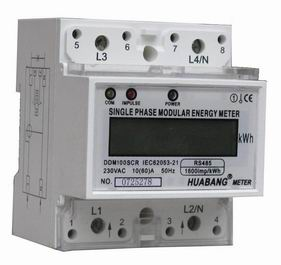 5 6 7 8
L3 L4/N
COM IMPULSE POWER
SINGLE PHASE MODULAR ENERGY METER
kWh
DDM100SCR IEC62053-21 RS485
230VAC 10(60)A 50Hz 1600imp/kWh
NO. 0725278 HUABANG METER
L1 L2/N
1 2 3 4